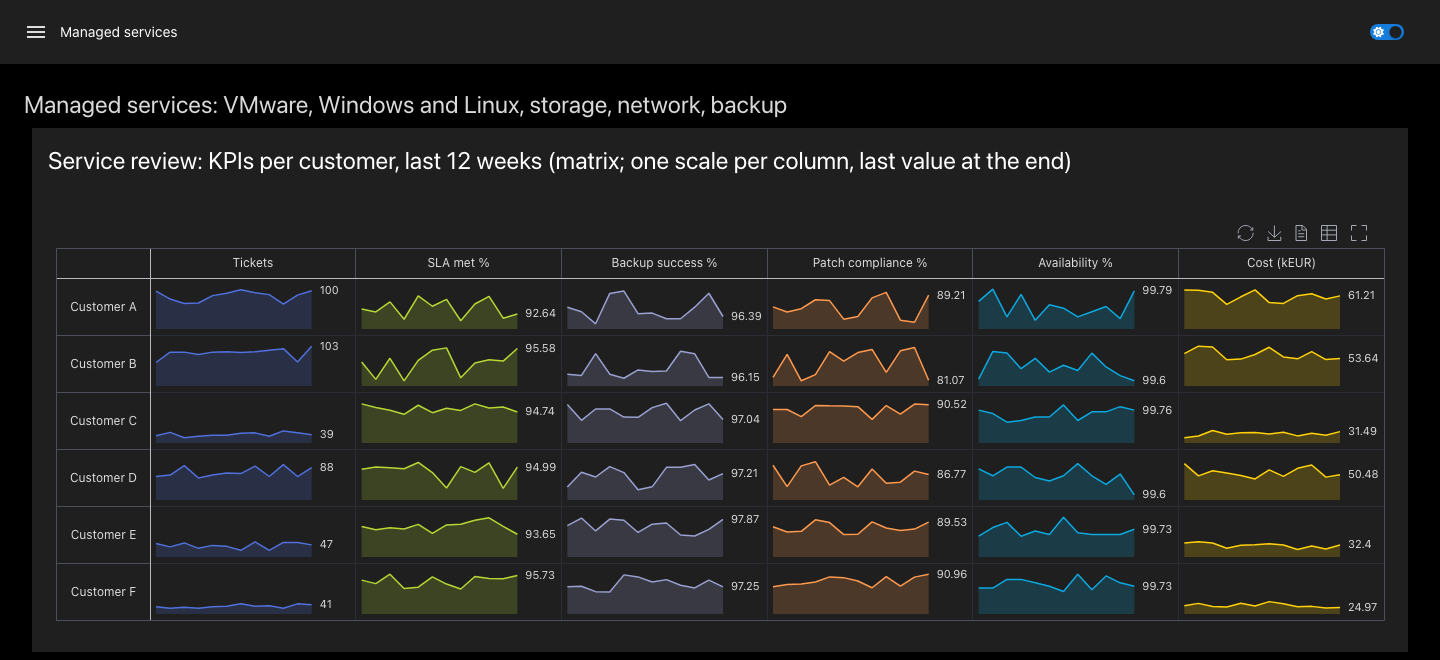 Managed services
Managed services: VMware, Windows and Linux, storage, network, backup
Service review: KPIs per customer, last 12 weeks (matrix; one scale per column, last value at the end)
Tickets SLA met % Backup success % Patch compliance % Availability % Cost (kEUR)
Customer A 100 92.64 96.39 89.21 99.79 61.21
Customer B 103 95.58 96.15 81.07 99.6 53.64
Customer C 39 94.74 97.04 90.52 99.76 31.49
Customer D 88 94.99 97.21 86.77 99.6 50.48
Customer E 47 93.65 97.87 89.53 99.73 32.4
Customer F 41 95.73 97.25 90.96 99.73 24.97